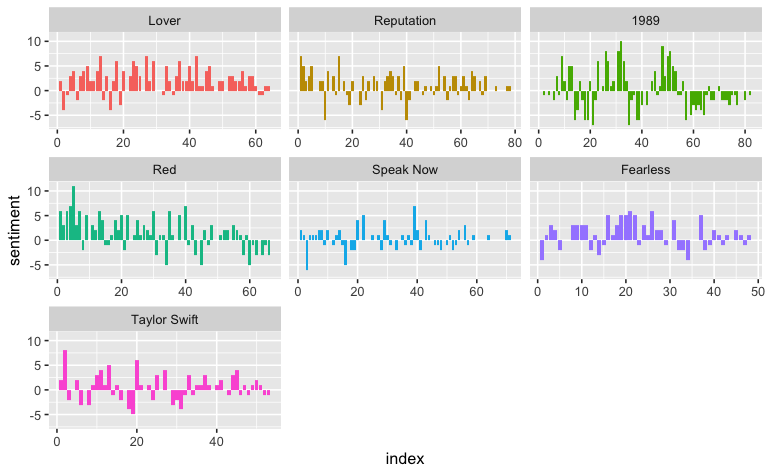 Lover
Reputation
1989
10
5
0
-5
0 20 40 60
0 20 40 60 80
0 20 40 60 80
Red
Speak Now
Fearless
10
5
0
-5
0 20 40 60
0 20 40 60
0 10 20 30 40 50
Taylor Swift
10
5
0
-5
0 20 40
sentiment
index